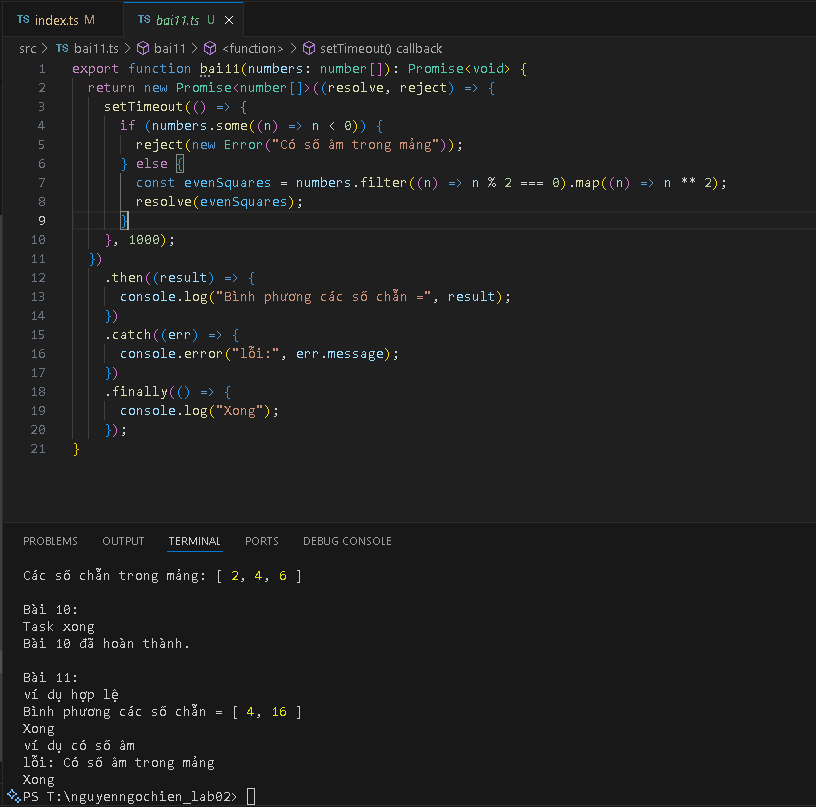 TS index.ts M
TS bai11.ts U
src > TS bai11.ts > bai11 > <function> > setTimeout() callback
1 export function bai11(numbers: number[]): Promise<void> {
2 return new Promise<number[]>((resolve, reject) => {
3 setTimeout(() => {
4 if (numbers.some((n) => n < 0)) {
5 reject(new Error("Có số âm trong mảng"));
6 } else {
7 const evenSquares = numbers.filter((n) => n % 2 === 0).map((n) => n ** 2);
8 resolve(evenSquares);
9 }
10 }, 1000);
11 })
12 .then((result) => {
13 console.log("Bình phương các số chẵn =", result);
14 })
15 .catch((err) => {
16 console.error("lỗi:", err.message);
17 })
18 .finally(() => {
19 console.log("Xong");
20 });
21 }
PROBLEMS OUTPUT TERMINAL PORTS DEBUG CONSOLE
Các số chẵn trong mảng: [ 2, 4, 6 ]
Bài 10:
Task xong
Bài 10 đã hoàn thành.
Bài 11:
ví dụ hợp lệ
Bình phương các số chẵn = [ 4, 16 ]
Xong
ví dụ có số âm
lỗi: Có số âm trong mảng
Xong
PS T:\nguyenngochien_lab02>